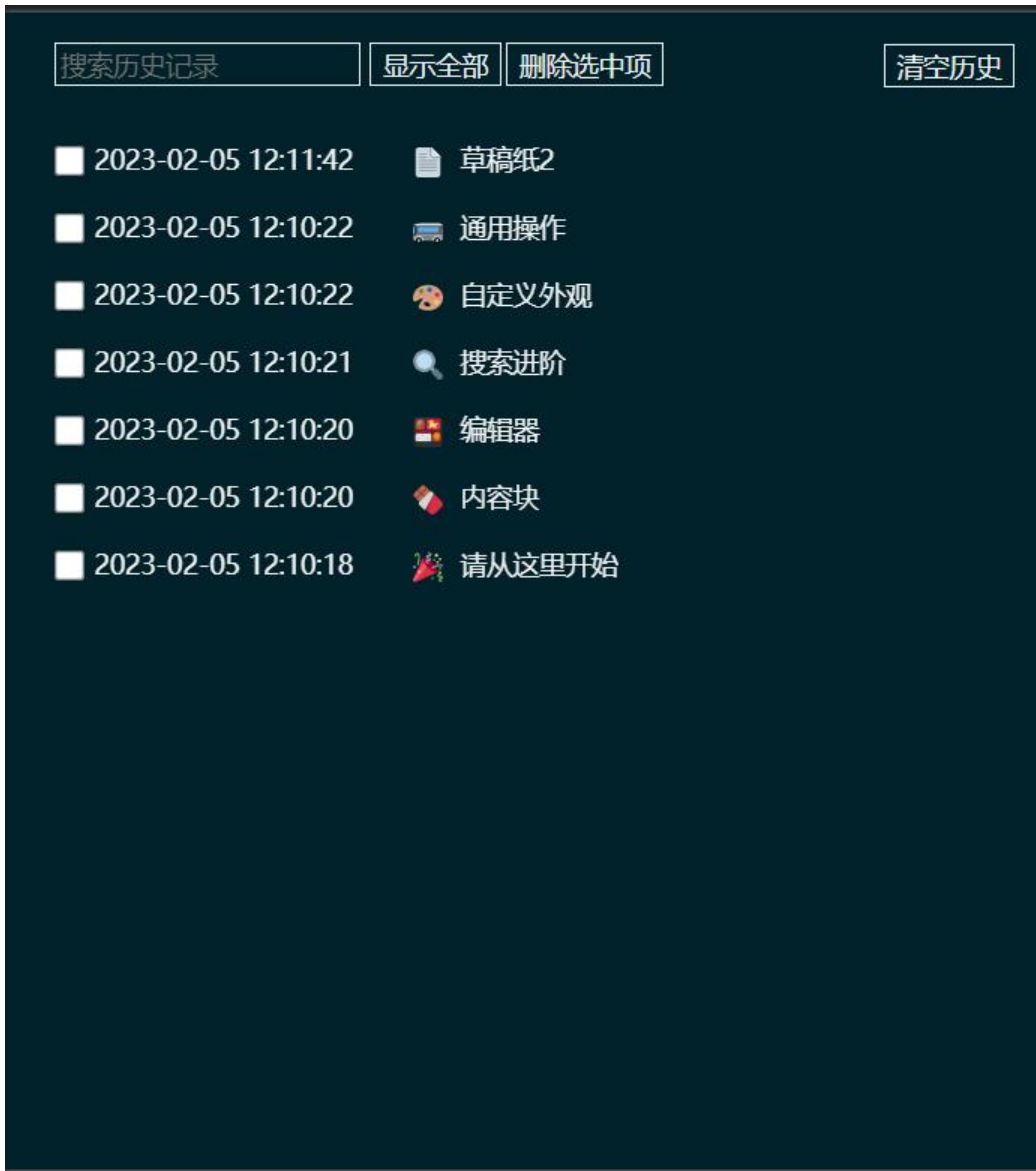 搜索历史记录 显示全部 删除选中项 清空历史
2023-02-05 12:11:42 草稿纸2
2023-02-05 12:10:22 通用操作
2023-02-05 12:10:22 自定义外观
2023-02-05 12:10:21 搜索进阶
2023-02-05 12:10:20 编辑器
2023-02-05 12:10:20 内容块
2023-02-05 12:10:18 请从这里开始